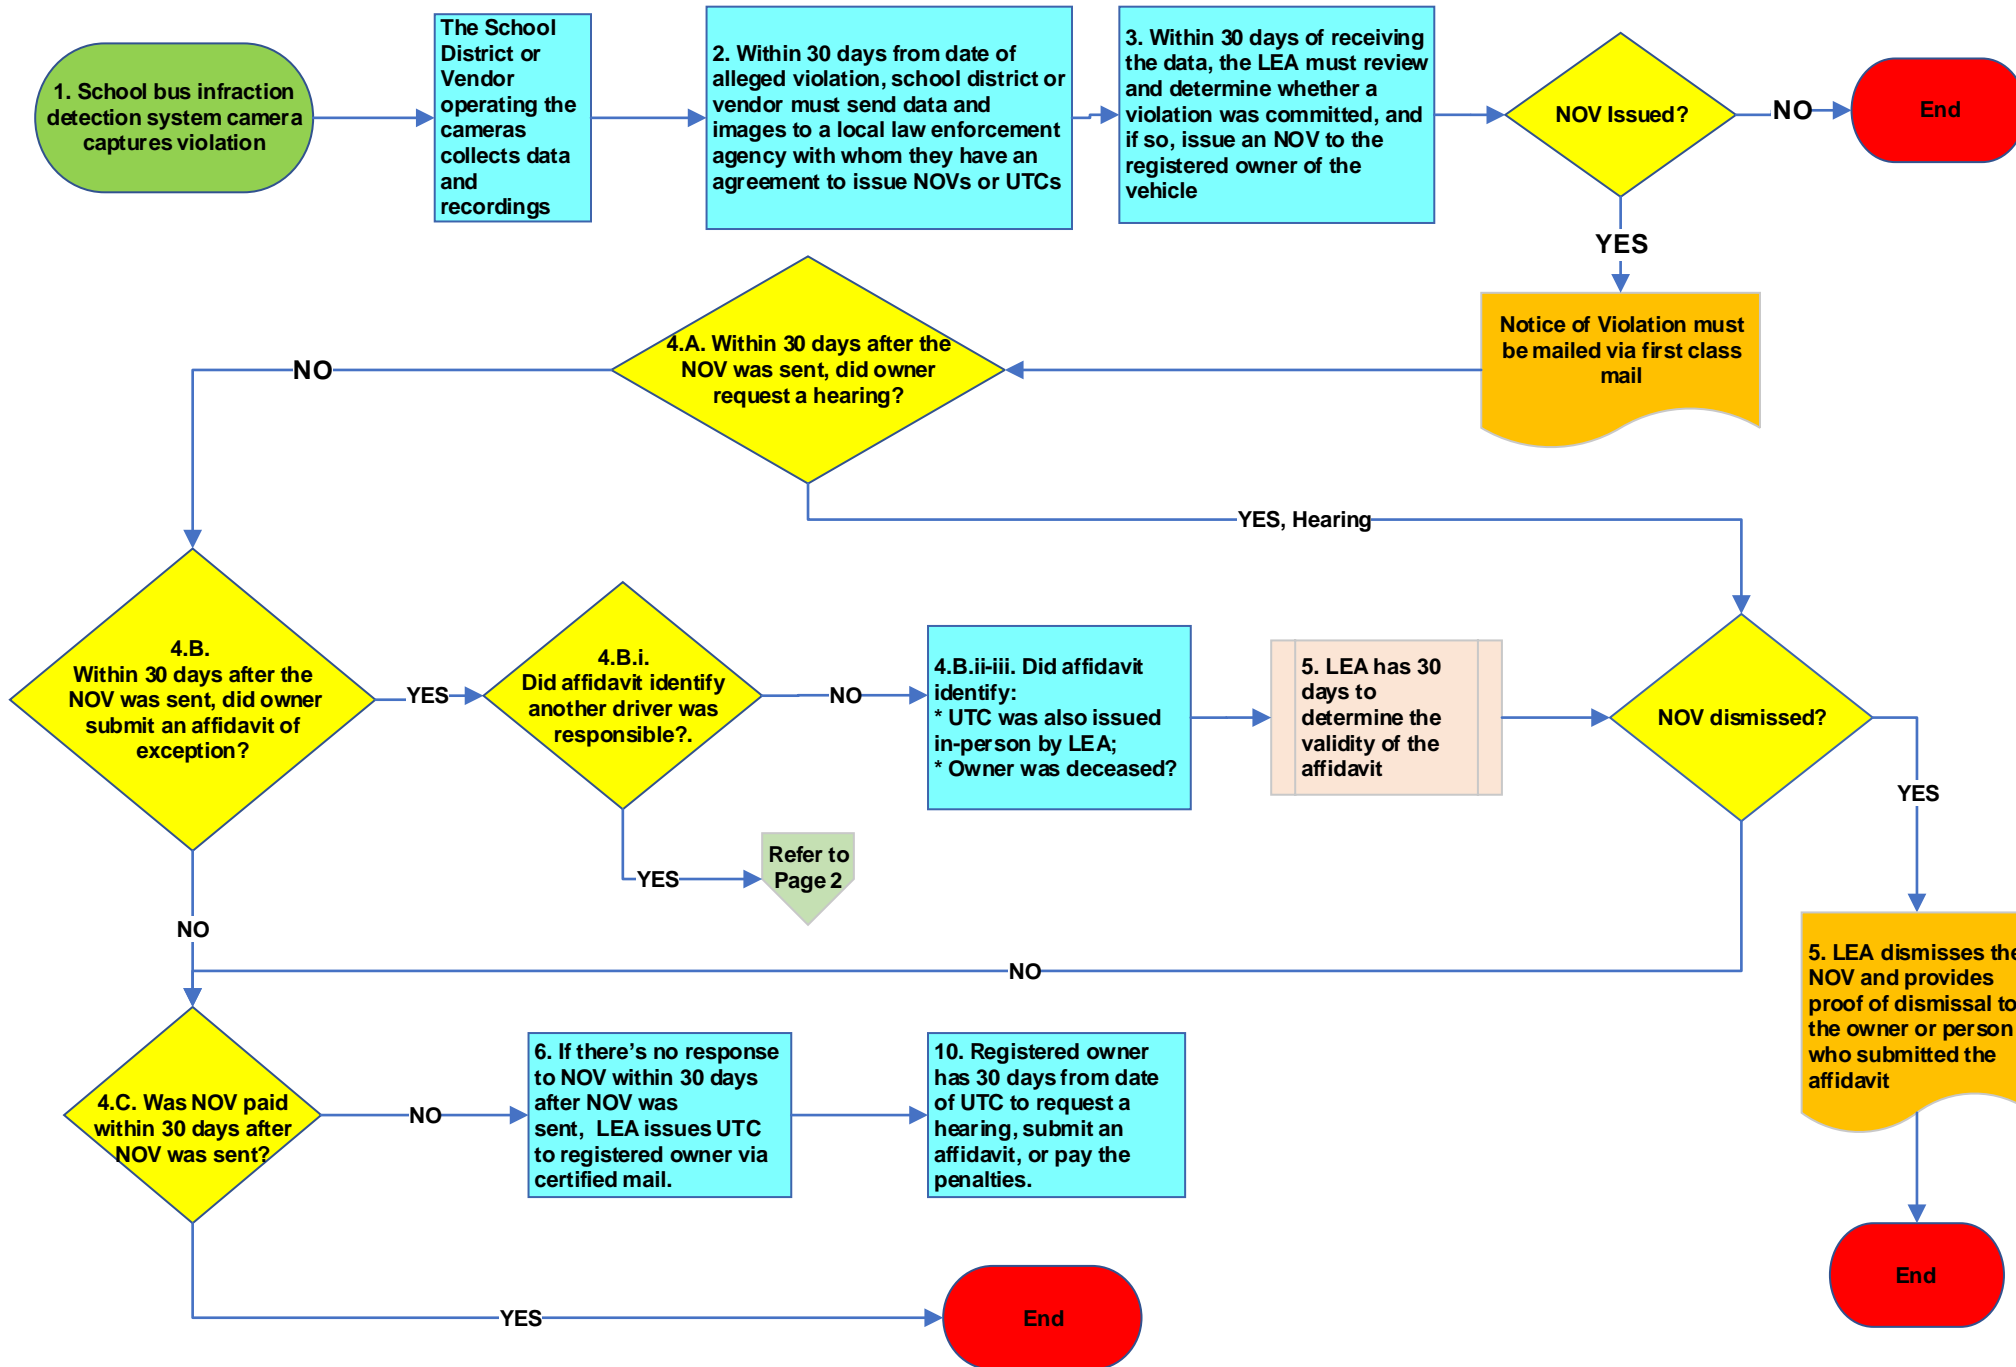 1. School bus infraction
detection system camera
captures violation
The School
District or
Vendor
operating the
cameras
collects data
and
recordings
2. Within 30 days from date of
alleged violation, school district or
vendor must send data and
images to a local law enforcement
agency with whom they have an
agreement to issue NOVs or UTCs
3. Within 30 days of receiving
the data, the LEA must review
and determine whether a
violation was committed, and
if so, issue an NOV to the
registered owner of the
vehicle
NOV Issued?
NO
End
YES
Notice of Violation must
be mailed via first class
mail
4.A. Within 30 days after the
NOV was sent, did owner
request a hearing?
NO
YES, Hearing
4.B.
Within 30 days after the
NOV was sent, did owner
submit an affidavit of
exception?
YES
4.B.i.
Did affidavit identify
another driver was
responsible?.
NO
4.B.ii-iii. Did affidavit
identify:
* UTC was also issued
in-person by LEA;
* Owner was deceased?
5. LEA has 30
days to
determine the
validity of the
affidavit
NOV dismissed?
YES
YES
Refer to
Page 2
NO
NO
5. LEA dismisses the
NOV and provides
proof of dismissal to
the owner or person
who submitted the
affidavit
4.C. Was NOV paid
within 30 days after
NOV was sent?
NO
6. If there’s no response
to NOV within 30 days
after NOV was
sent, LEA issues UTC
to registered owner via
certified mail.
10. Registered owner
has 30 days from date
of UTC to request a
hearing, submit an
affidavit, or pay the
penalties.
End
YES
End